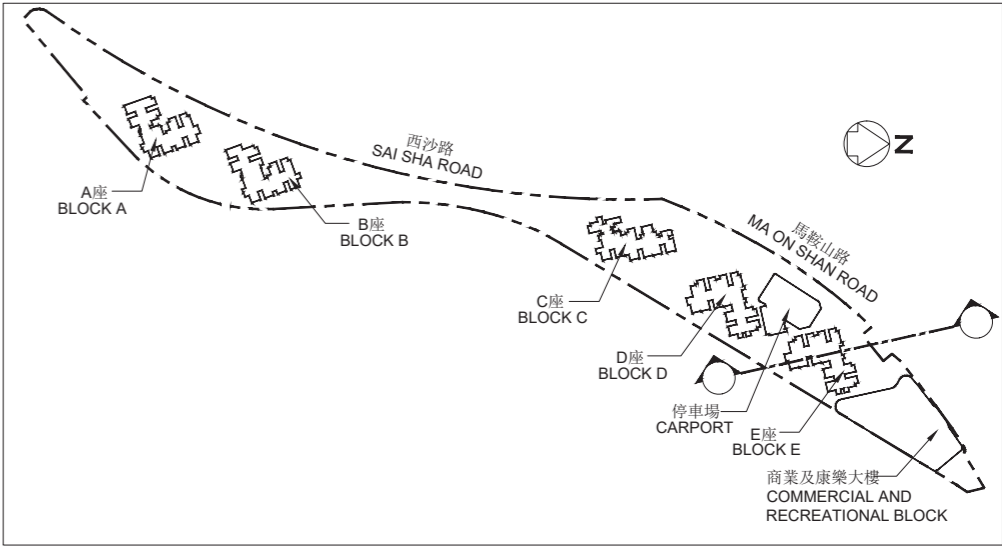 西沙路
SAI SHA ROAD
N
A座
BLOCK A
B座
BLOCK B
馬鞍山路
MA ON SHAN ROAD
C座
BLOCK C
D座
BLOCK D
停車場
CARPORT
E座
BLOCK E
商業及康樂大樓
COMMERCIAL AND
RECREATIONAL BLOCK